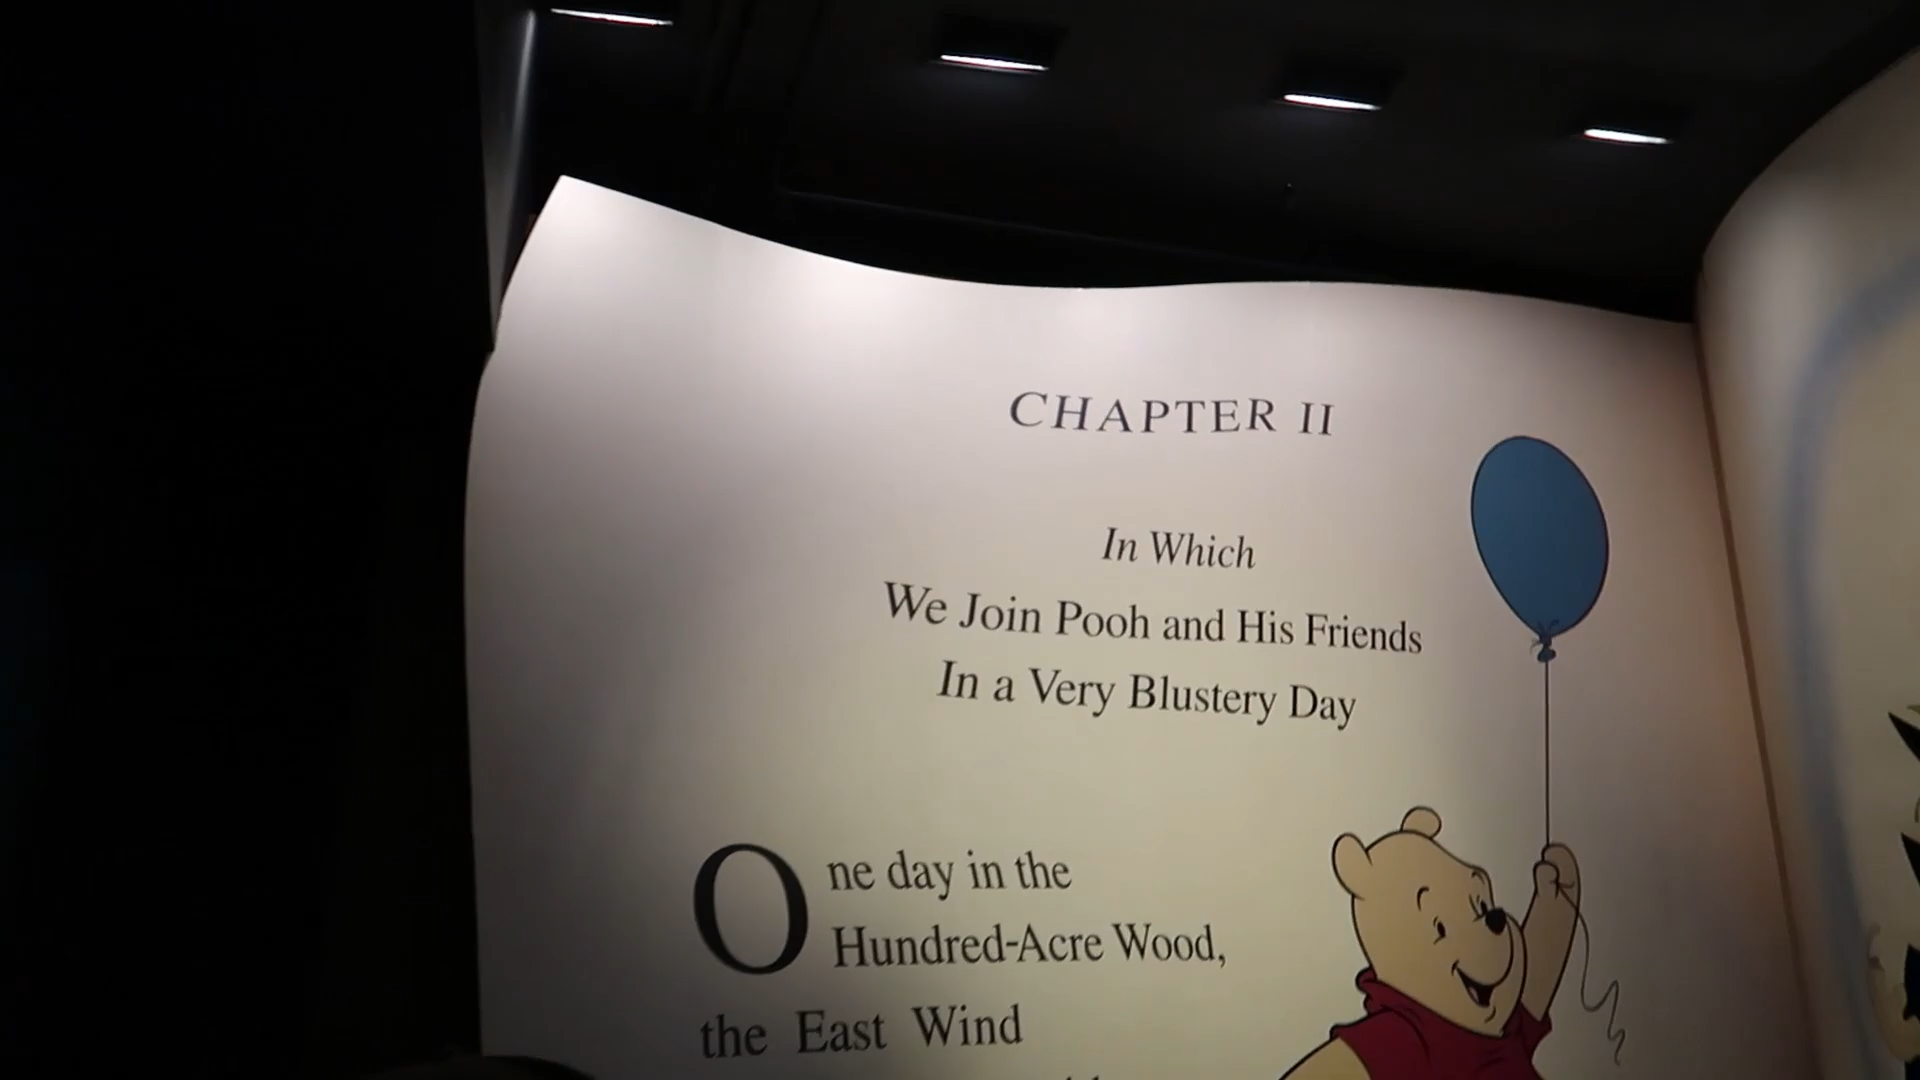 CHAPTER II
In Which
We Join Pooh and His Friends
In a Very Blustery Day
One day in the
Hundred-Acre Wood,
the East Wind